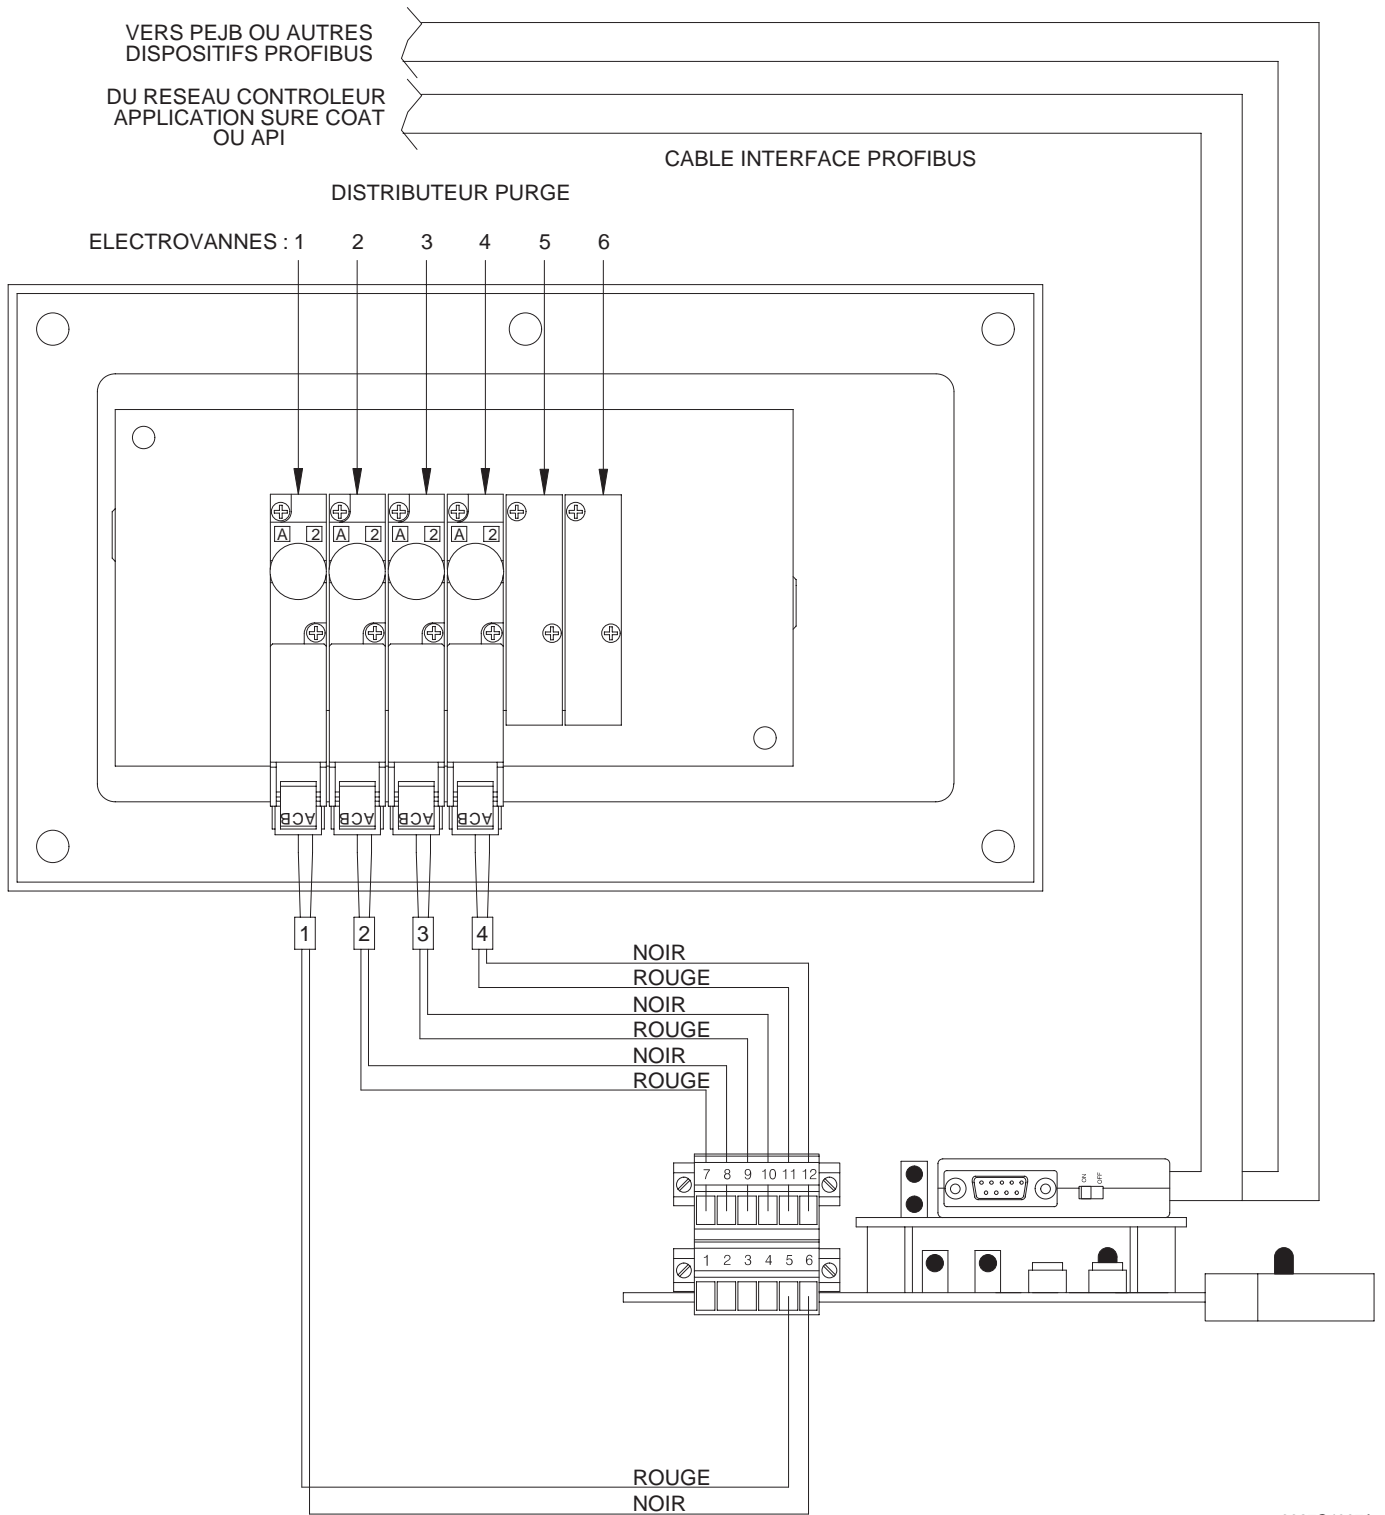 VERS PEJB OU AUTRES
DISPOSITIFS PROFIBUS
DU RESEAU CONTROLEUR
APPLICATION SURE COAT
OU API
CABLE INTERFACE PROFIBUS
DISTRIBUTEUR PURGE
ELECTROVANNES : 1 2 3 4 5 6
A 2 A 2 A 2 A 2
ACB ACB ACB ACB
1 2 3 4
NOIR
ROUGE
NOIR
ROUGE
NOIR
ROUGE
7 8 9 10 11 12
ON OFF
1 2 3 4 5 6
ROUGE
NOIR